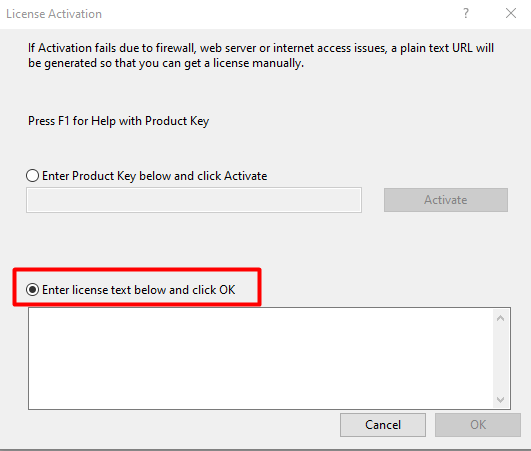 License Activation
If Activation fails due to firewall, web server or internet access issues, a plain text URL will
be generated so that you can get a license manually.
Press F1 for Help with Product Key
Enter Product Key below and click Activate
Activate
Enter license text below and click OK
Cancel
OK